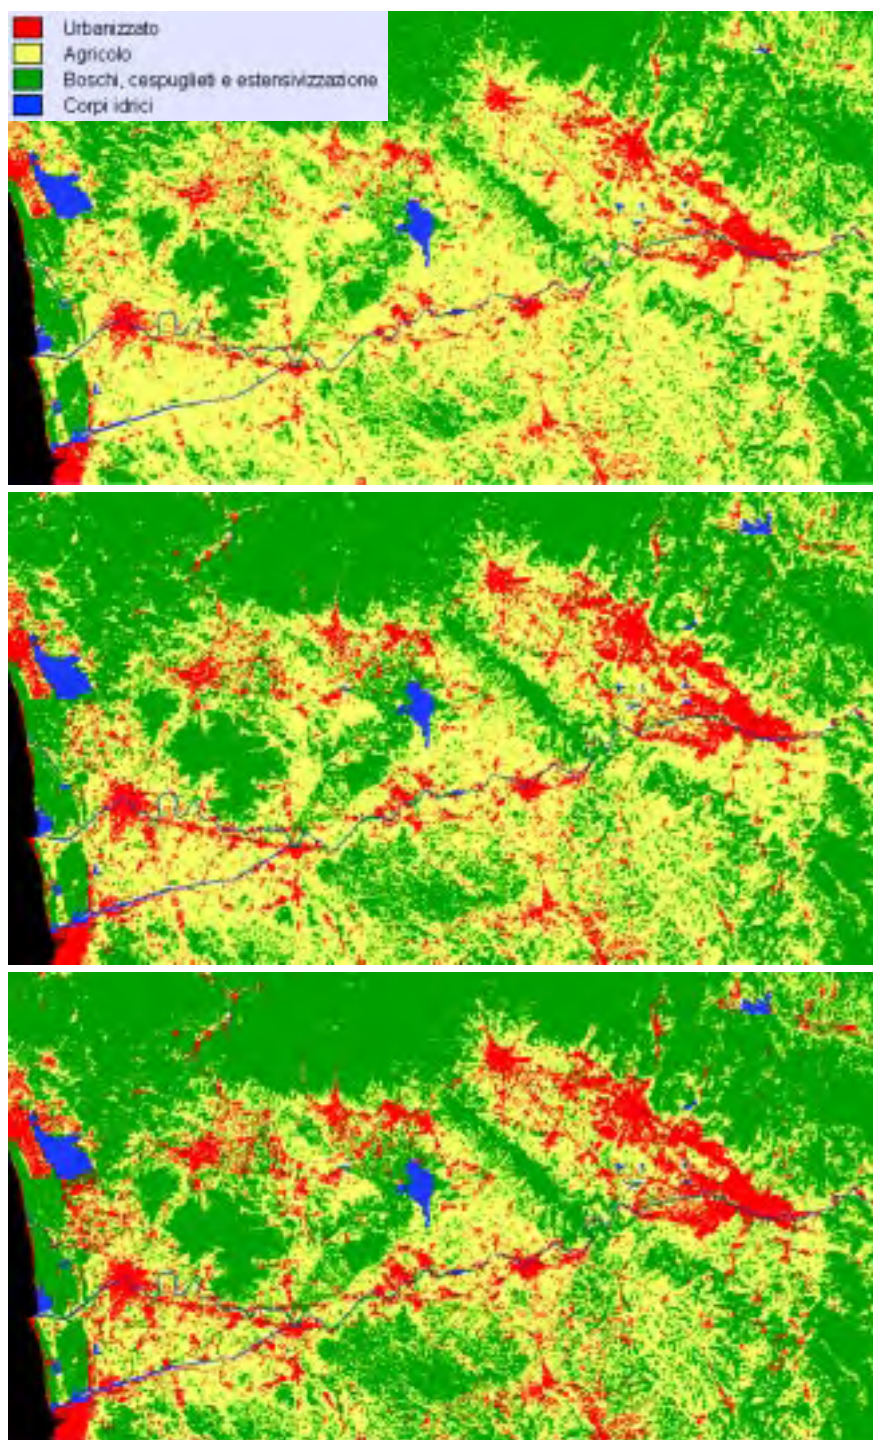 Urbanizzato
Agricolo
Boschi, cespuglieti e estensivizzazione
Corpi idrici